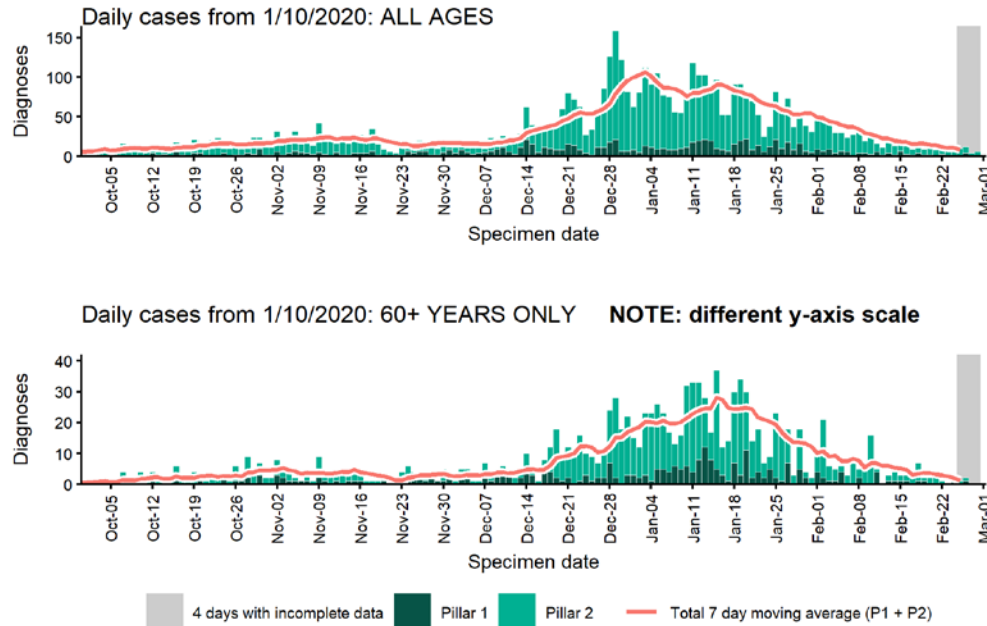 Daily cases from 1/10/2020: ALL AGES
150
100
50
0
Diagnoses
Oct-05
Oct-12
Oct-19
Oct-26
Nov-02
Nov-09
Nov-16
Nov-23
Nov-30
Dec-07
Dec-14
Dec-21
Dec-28
Jan-04
Jan-11
Jan-18
Jan-25
Feb-01
Feb-08
Feb-15
Feb-22
Mar-01
Specimen date
Daily cases from 1/10/2020: 60+ YEARS ONLY NOTE: different y-axis scale
40
30
20
10
0
Diagnoses
Oct-05
Oct-12
Oct-19
Oct-26
Nov-02
Nov-09
Nov-16
Nov-23
Nov-30
Dec-07
Dec-14
Dec-21
Dec-28
Jan-04
Jan-11
Jan-18
Jan-25
Feb-01
Feb-08
Feb-15
Feb-22
Mar-01
Specimen date
4 days with incomplete data Pillar 1 Pillar 2 Total 7 day moving average (P1 + P2)